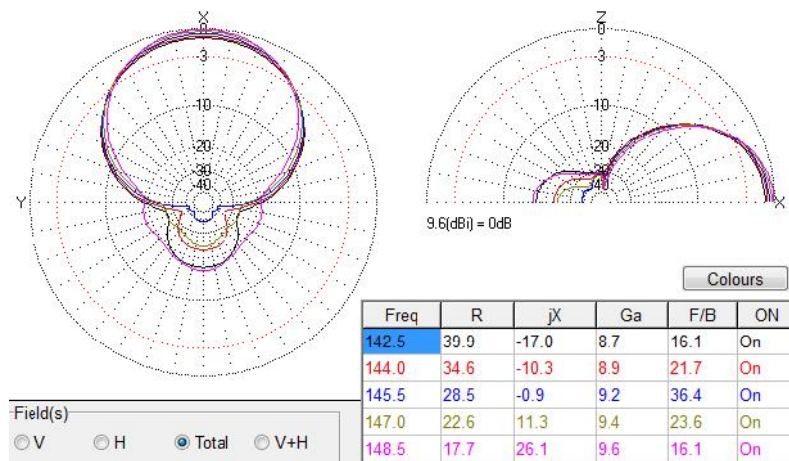 X
0
3
-10
-20
-30
-40
Y
Z
0
3
-10
-20
-30
-40
X
9.6(dBi) = 0dB
Colours
Freq R jX Ga F/B ON
142.5 39.9 -17.0 8.7 16.1 On
144.0 34.6 -10.3 8.9 21.7 On
145.5 28.5 -0.9 9.2 36.4 On
147.0 22.6 11.3 9.4 23.6 On
148.5 17.7 26.1 9.6 16.1 On
Field(s)
V H Total V+H